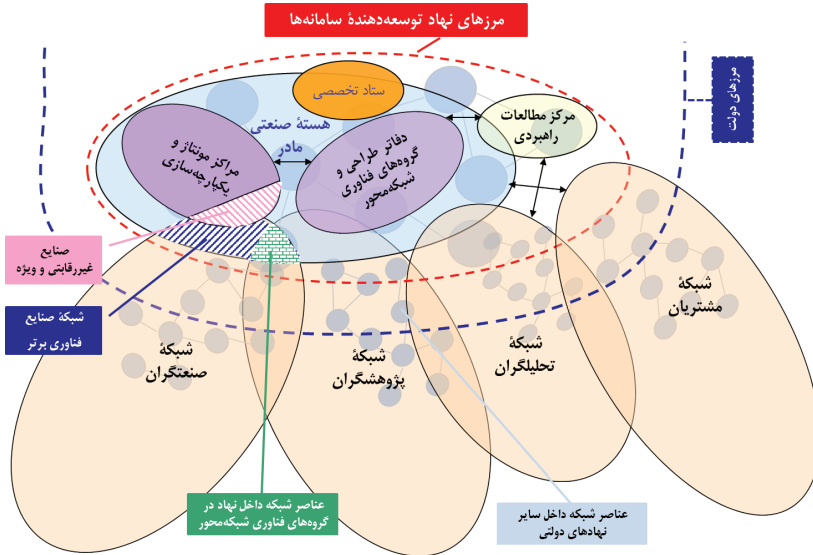 مرزهای نهاد توسعه‌دهندهٔ سامانه‌ها
مرزهای دولت
ستاد تخصصی
هستهٔ صنعتی
مادر
مرکز مطالعات
راهبردی
مراکز مونتاژ و
یکپارچه‌سازی
دفاتر طراحی و
گروه‌های فناوری
شبکه‌محور
صنایع
غیررقابتی و ویژه
شبکهٔ صنایع
فناوری برتر
شبکهٔ
مشتریان
شبکهٔ
تحلیلگران
شبکهٔ
پژوهشگران
شبکهٔ
صنعتگران
عناصر شبکه داخل نهاد در
گروه‌های فناوری شبکه‌محور
عناصر شبکه داخل سایر
نهادهای دولتی